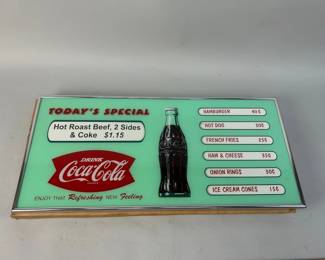 TODAY'S SPECIAL
Hot Roast Beef, 2 Sides
& Coke $1.15
DRINK
Coca-Cola
ENJOY THAT Refreshing NEW Feeling
HAMBURGER
HOT DOG
FRENCH FRIES
HAM & CHEESE
ONION RINGS
ICE CREAM CONES 15¢